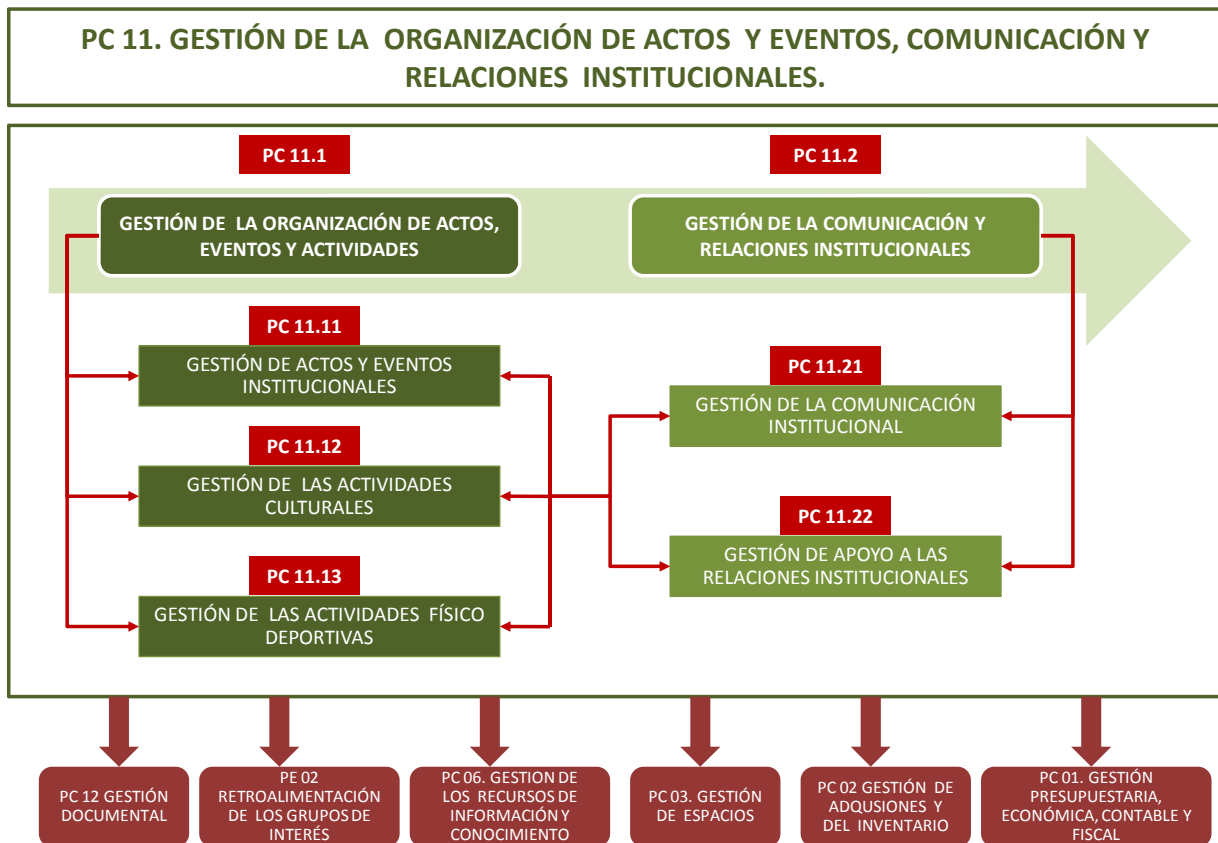 PC 11. GESTIÓN DE LA ORGANIZACIÓN DE ACTOS Y EVENTOS, COMUNICACIÓN Y
RELACIONES INSTITUCIONALES.
PC 11.1
PC 11.2
GESTIÓN DE LA ORGANIZACIÓN DE ACTOS,
EVENTOS Y ACTIVIDADES
GESTIÓN DE LA COMUNICACIÓN Y
RELACIONES INSTITUCIONALES
PC 11.11
GESTIÓN DE ACTOS Y EVENTOS
INSTITUCIONALES
PC 11.21
GESTIÓN DE LA COMUNICACIÓN
INSTITUCIONAL
PC 11.12
GESTIÓN DE LAS ACTIVIDADES
CULTURALES
PC 11.22
GESTIÓN DE APOYO A LAS
RELACIONES INSTITUCIONALES
PC 11.13
GESTIÓN DE LAS ACTIVIDADES FÍSICO
DEPORTIVAS
PC 12 GESTIÓN
DOCUMENTAL
PE 02
RETROALIMENTACIÓN
DE LOS GRUPOS DE
INTERÉS
PC 06. GESTION DE
LOS RECURSOS DE
INFORMACIÓN Y
CONOCIMIENTO
PC 03. GESTIÓN
DE ESPACIOS
PC 02 GESTIÓN DE
ADQUSIONES Y
DEL INVENTARIO
PC 01. GESTIÓN
PRESUPUESTARIA,
ECONÓMICA, CONTABLE Y
FISCAL